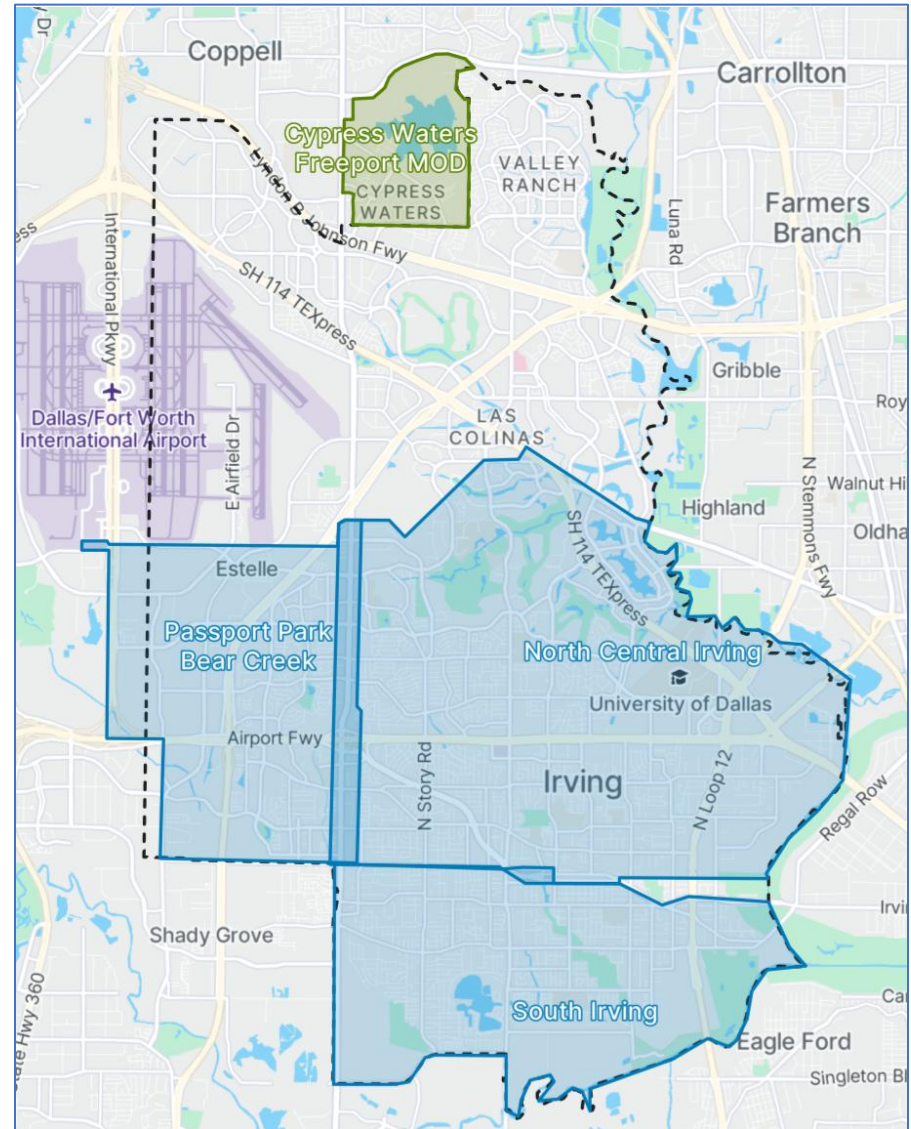 Dr
Coppell
Carrollton
Cypress Waters
Freeport MOD
CYPRESS
WATERS
VALLEY
RANCH
Farmers
Branch
Luna Rd
Lyndon B Johnson Fwy
International Pkwy
SH 114 TEXpress
Gribble
Roy
Dallas/Fort Worth
International Airport
E Airfield Dr
LAS
COLINAS
N Stemmons Fwy
Walnut Hi
Highland
Oldha
SH 114 TEXpress
Estelle
Passport Park
Bear Creek
North Central Irving
University of Dallas
Airport Fwy
N Story Rd
Irving
N Loop 12
Regal Row
Irvi
Shady Grove
State Hwy 360
South Irving
Ca
Eagle Ford
Singleton Bl